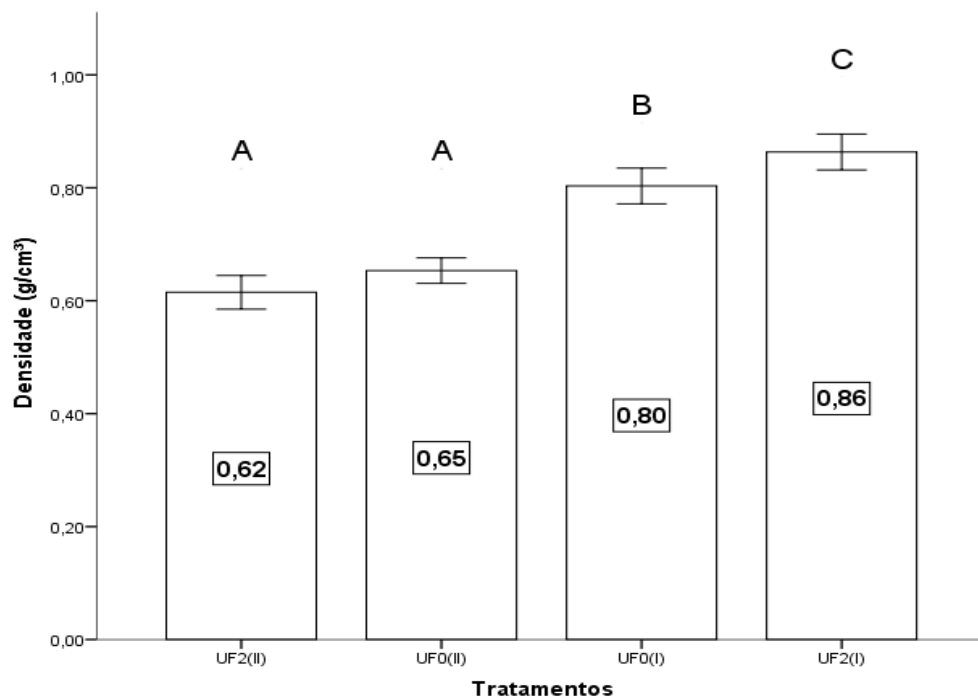 C
B
A A
1,00
0,80
0,60
0,40
0,20
0,00
Densidade (g/cm³)
0,62 0,65 0,80 0,86
UF2(II) UF0(II) UF0(I) UF2(I)
Tratamentos